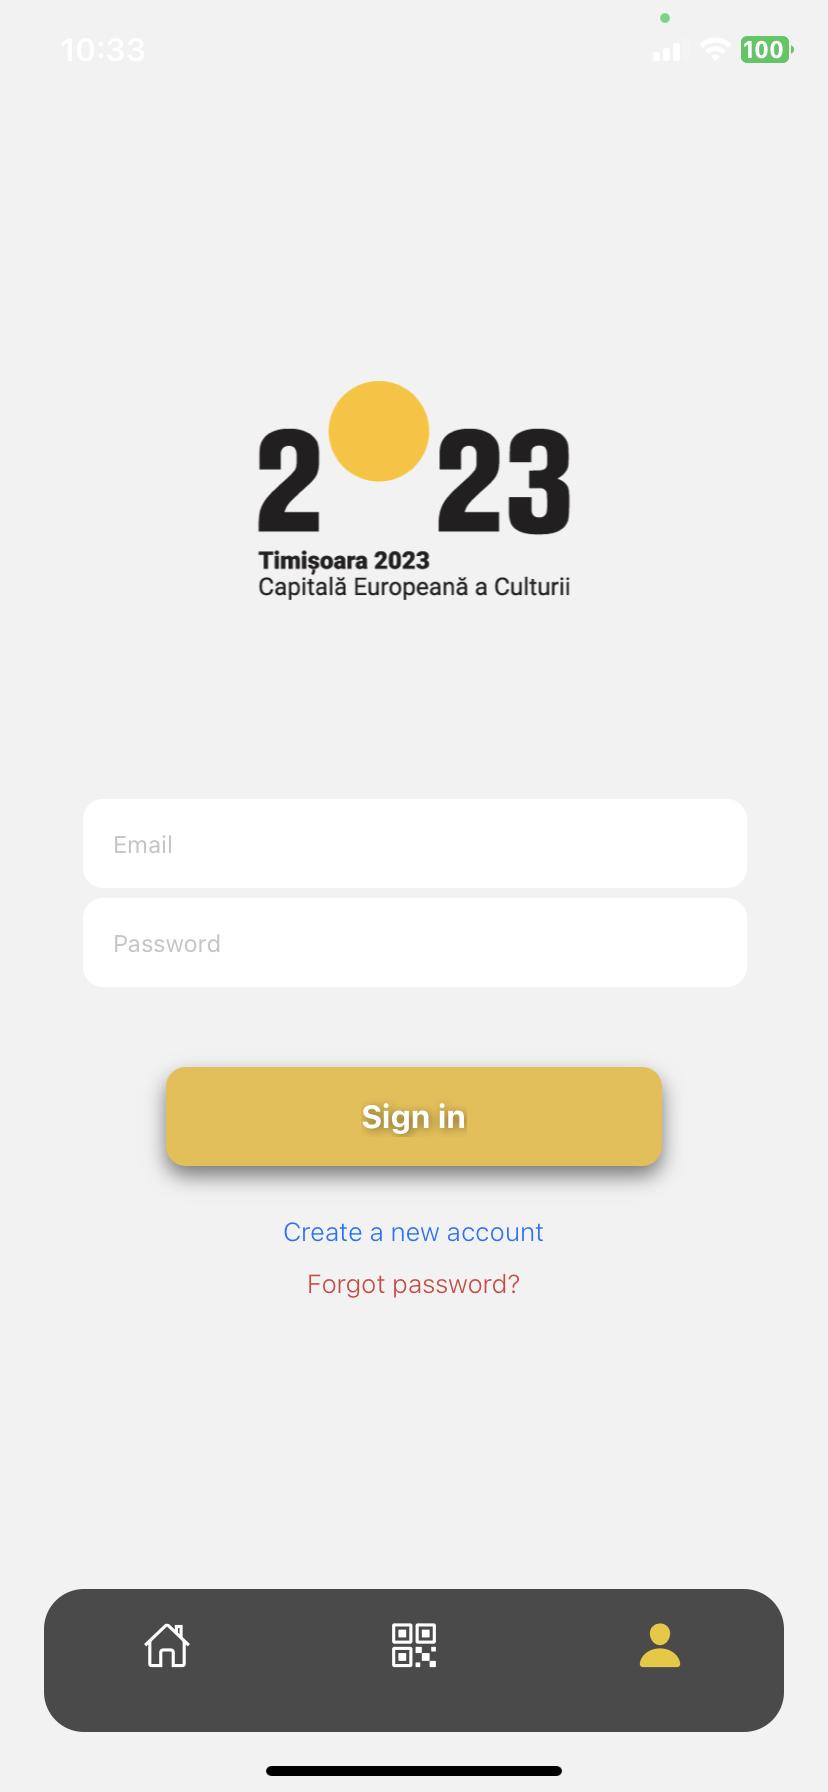 10:33
100
2 23
Timișoara 2023
Capitală Europeană a Culturii
Email
Password
Sign in
Create a new account
Forgot password?